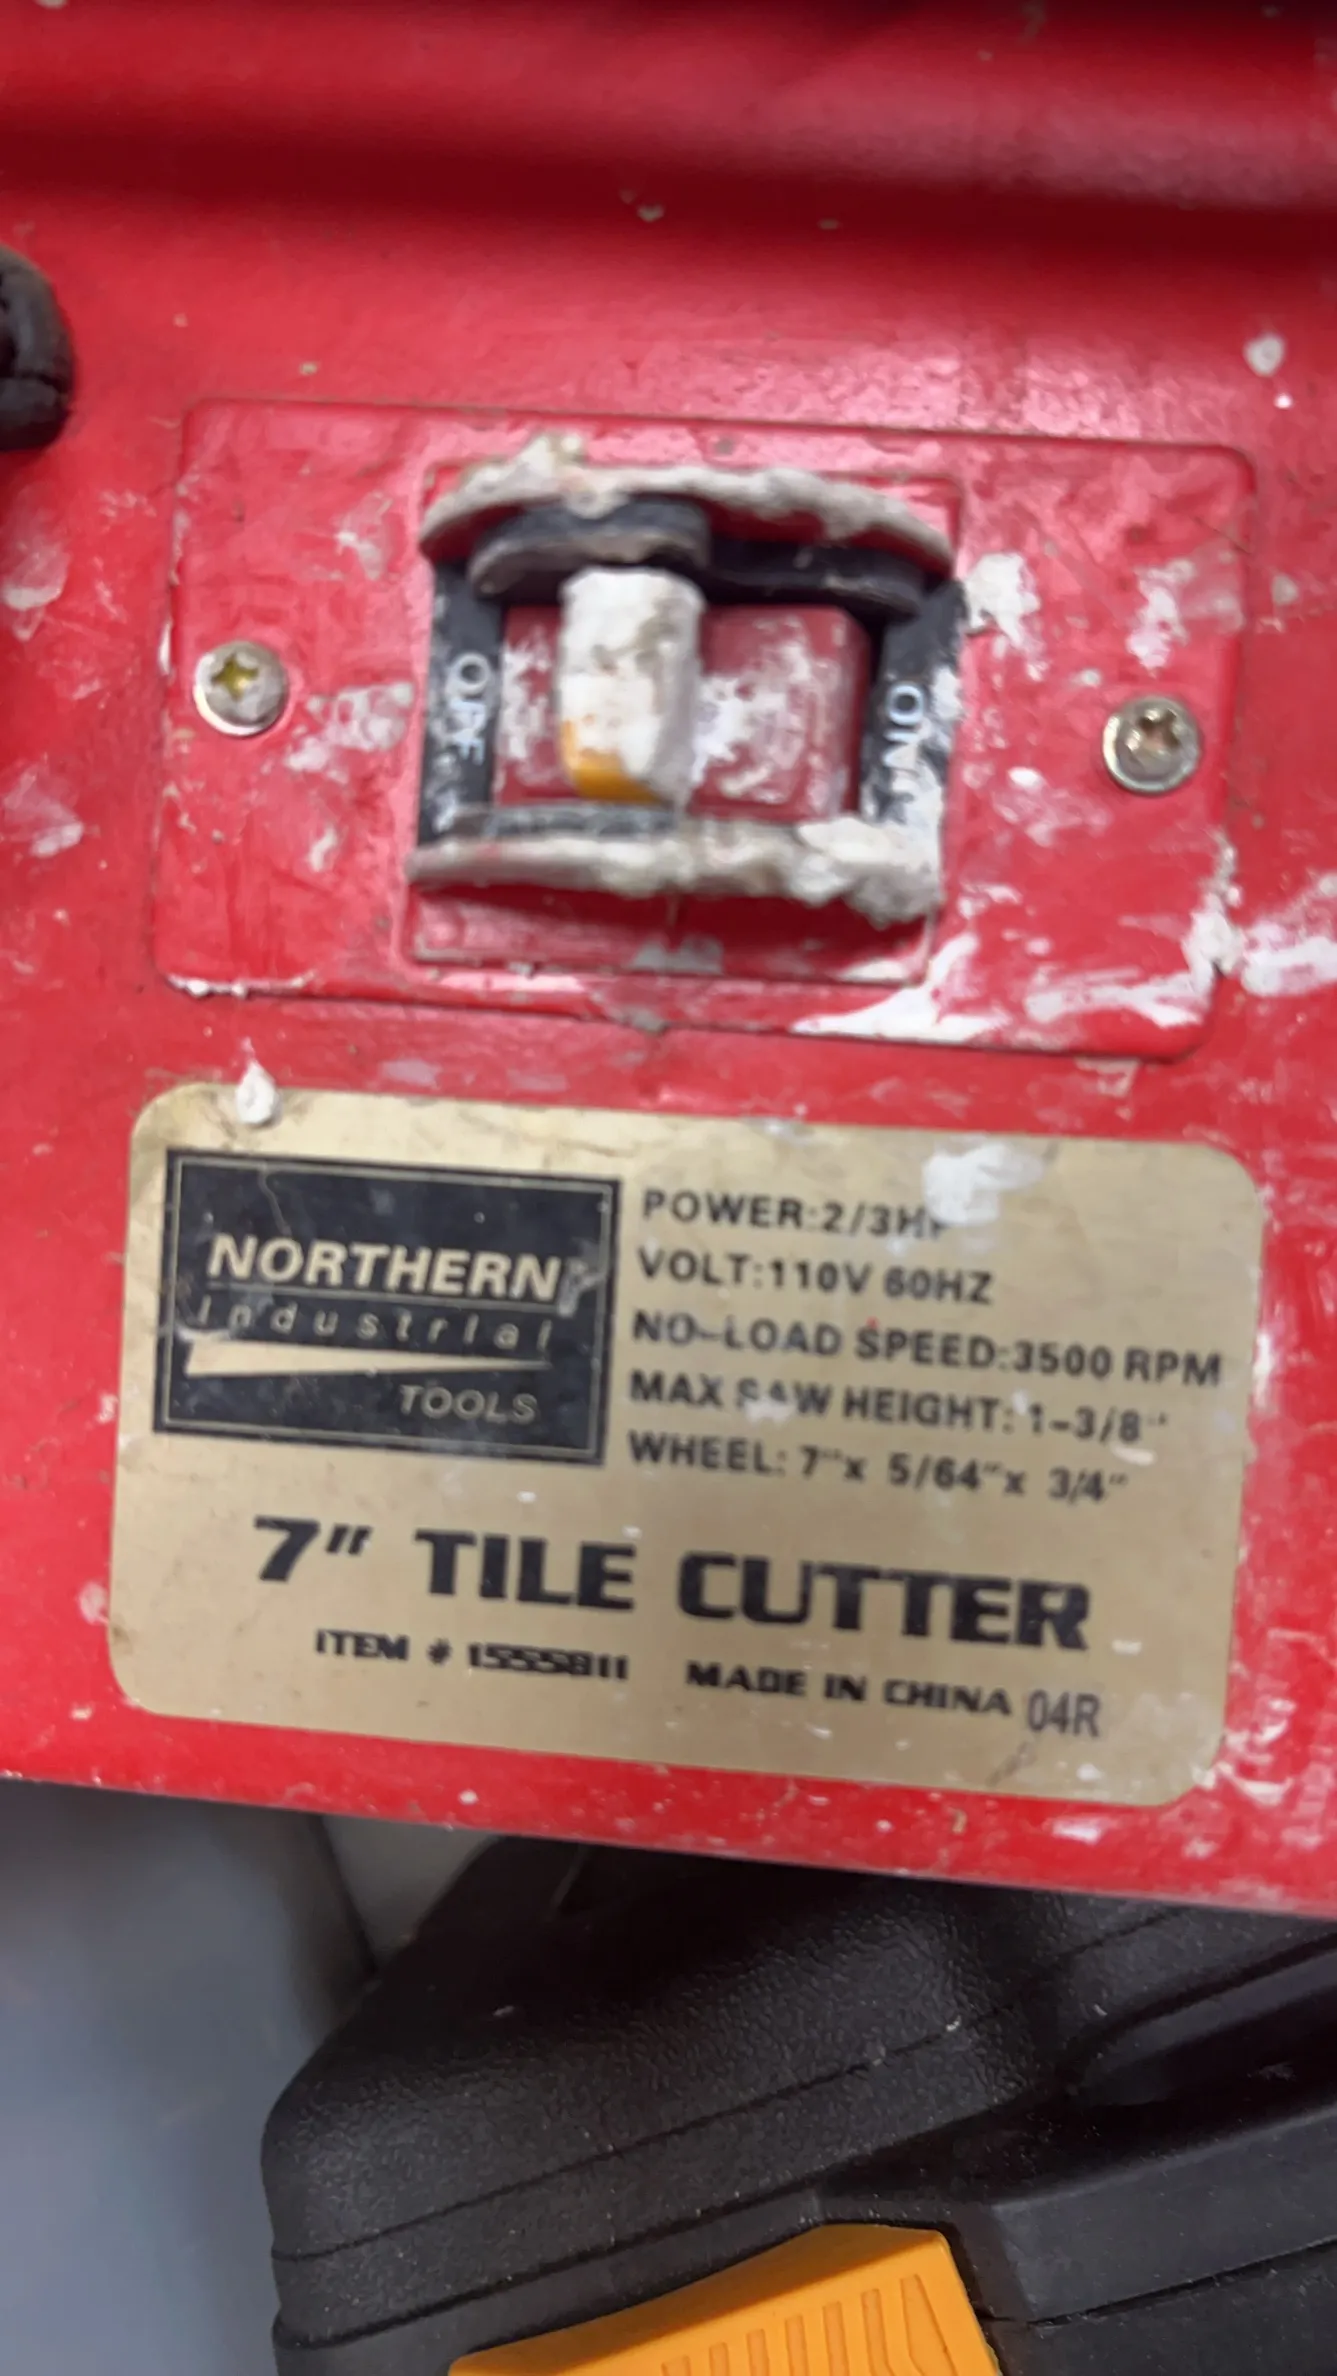 OFF
ON
NORTHERN
Industrial
TOOLS
POWER:2/3HP
VOLT:110V 60HZ
NO-LOAD SPEED:3500 RPM
MAX SAW HEIGHT: 1-3/8"
WHEEL: 7"x 5/64"x 3/4"
7" TILE CUTTER
ITEM # 1555811 MADE IN CHINA 04R